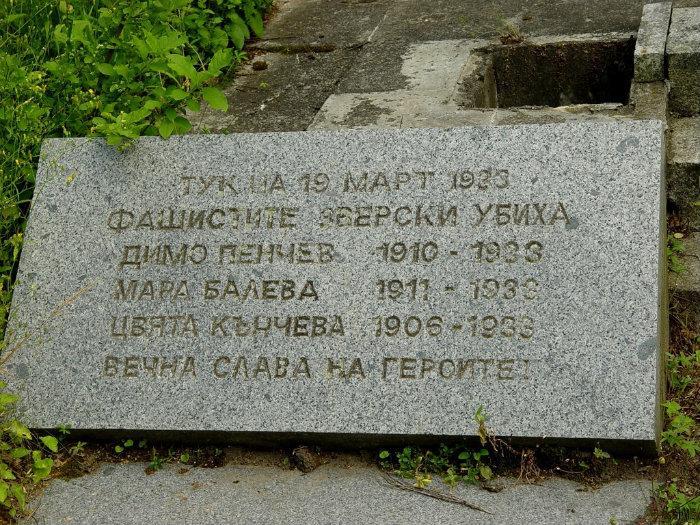 ТУК НА 19 МАРТ 1933
ФАШИСТИТЕ ЗВЕРСКИ УБИХА
ДИМО ПЕНЧЕВ 1910 - 1933
МАРА БАЛЕВА 1911 - 1933
ЦВЯТА КЪНЧЕВА 1906 - 1933
ВЕЧНА СЛАВА НА ГЕРОИТЕ!